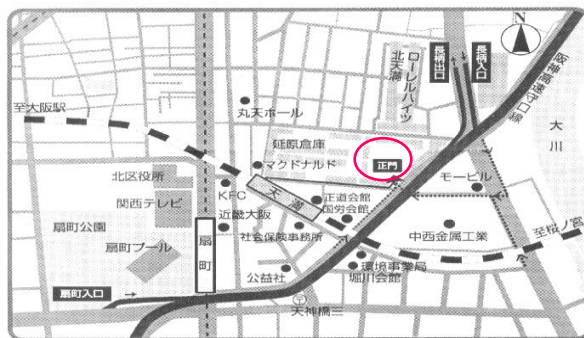 N
長柄出口
長柄入口
阪神高速守口線
大川
ローレルハイツ
北天満
丸天ホール
至大阪駅
延原倉庫
正門
マクドナルド
北区役所
KFC
天満
モービル
関西テレビ
正道会館
国労会館
近畿大阪
扇町公園
扇町プール
扇町
社会保険事務所
中西金属工業
至桜ノ宮
公益社
環境事業局
堀川会館
扇町入口
〒
天神橋三